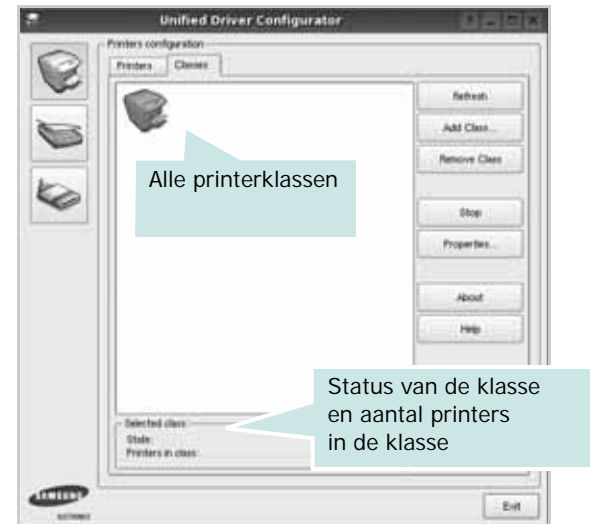 Unified Driver Configurator
Printers configuration
Printers Classes
Refresh
Add Class...
Remove Class
Alle printerklassen
Stop
Properties...
About
Help
Status van de klasse
en aantal printers
in de klasse
Selected class:
State:
Printers in class:
SAMSUNG
ELECTRONICS
Exit